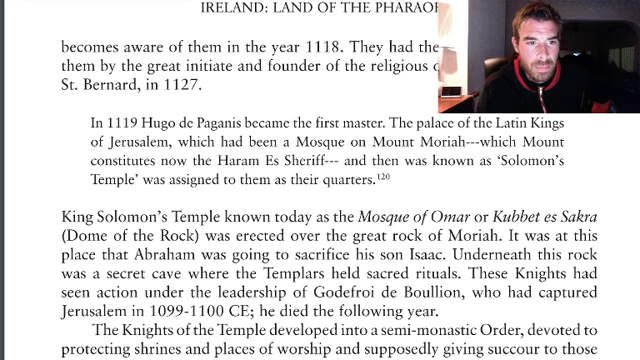 IRELAND: LAND OF THE
becomes aware of them in the year 1118. They had the
them by the great initiate and founder of the religious
St. Bernard, in 1127.
In 1119 Hugo de Paganis became the first master. The palace of the Latin Kings
of Jerusalem, which had been a Mosque on Mount Moriah---which Mount
constitutes now the Haram Es Sheriff--- and then was known as ‘Solomon’s
Temple’ was assigned to them as their quarters.120
King Solomon’s Temple known today as the Mosque of Omar or Kubbet es Sakra
(Dome of the Rock) was erected over the great rock of Moriah. It was at this
place that Abraham was going to sacrifice his son Isaac. Underneath this rock
was a secret cave where the Templars held sacred rituals. These Knights had
seen action under the leadership of Godefroi de Boullion, who had captured
Jerusalem in 1099-1100 CE; he died the following year.
The Knights of the Temple developed into a semi-monastic Order, devoted to
protecting shrines and places of worship and supposedly giving succour to those